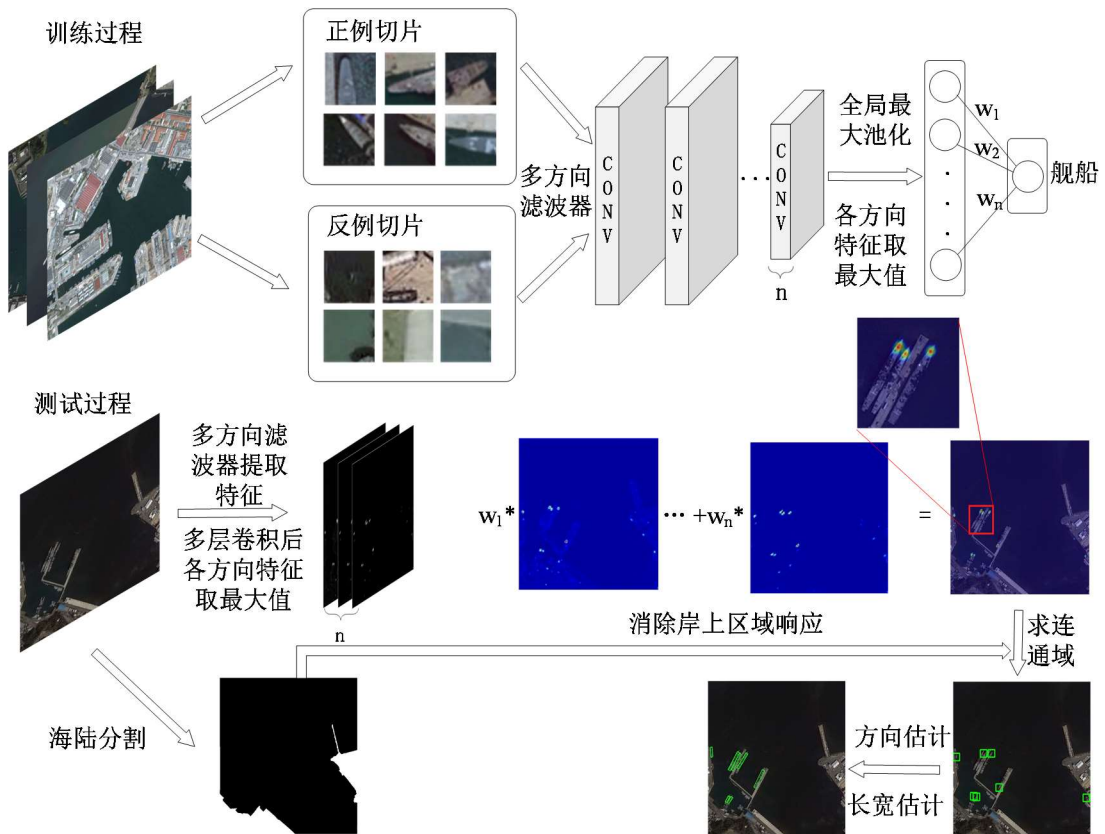 训练过程
正例切片
反例切片
多方向
滤波器
CONV
CONV
...
CONV
n
全局最
大池化
各方向
特征取
最大值
w1
w2
wn
舰船
测试过程
多方向滤
波器提取
特征
多层卷积后
各方向特征
取最大值
n
w1*
... +wn*
=
消除岸上区域响应
求连
通域
海陆分割
方向估计
长宽估计